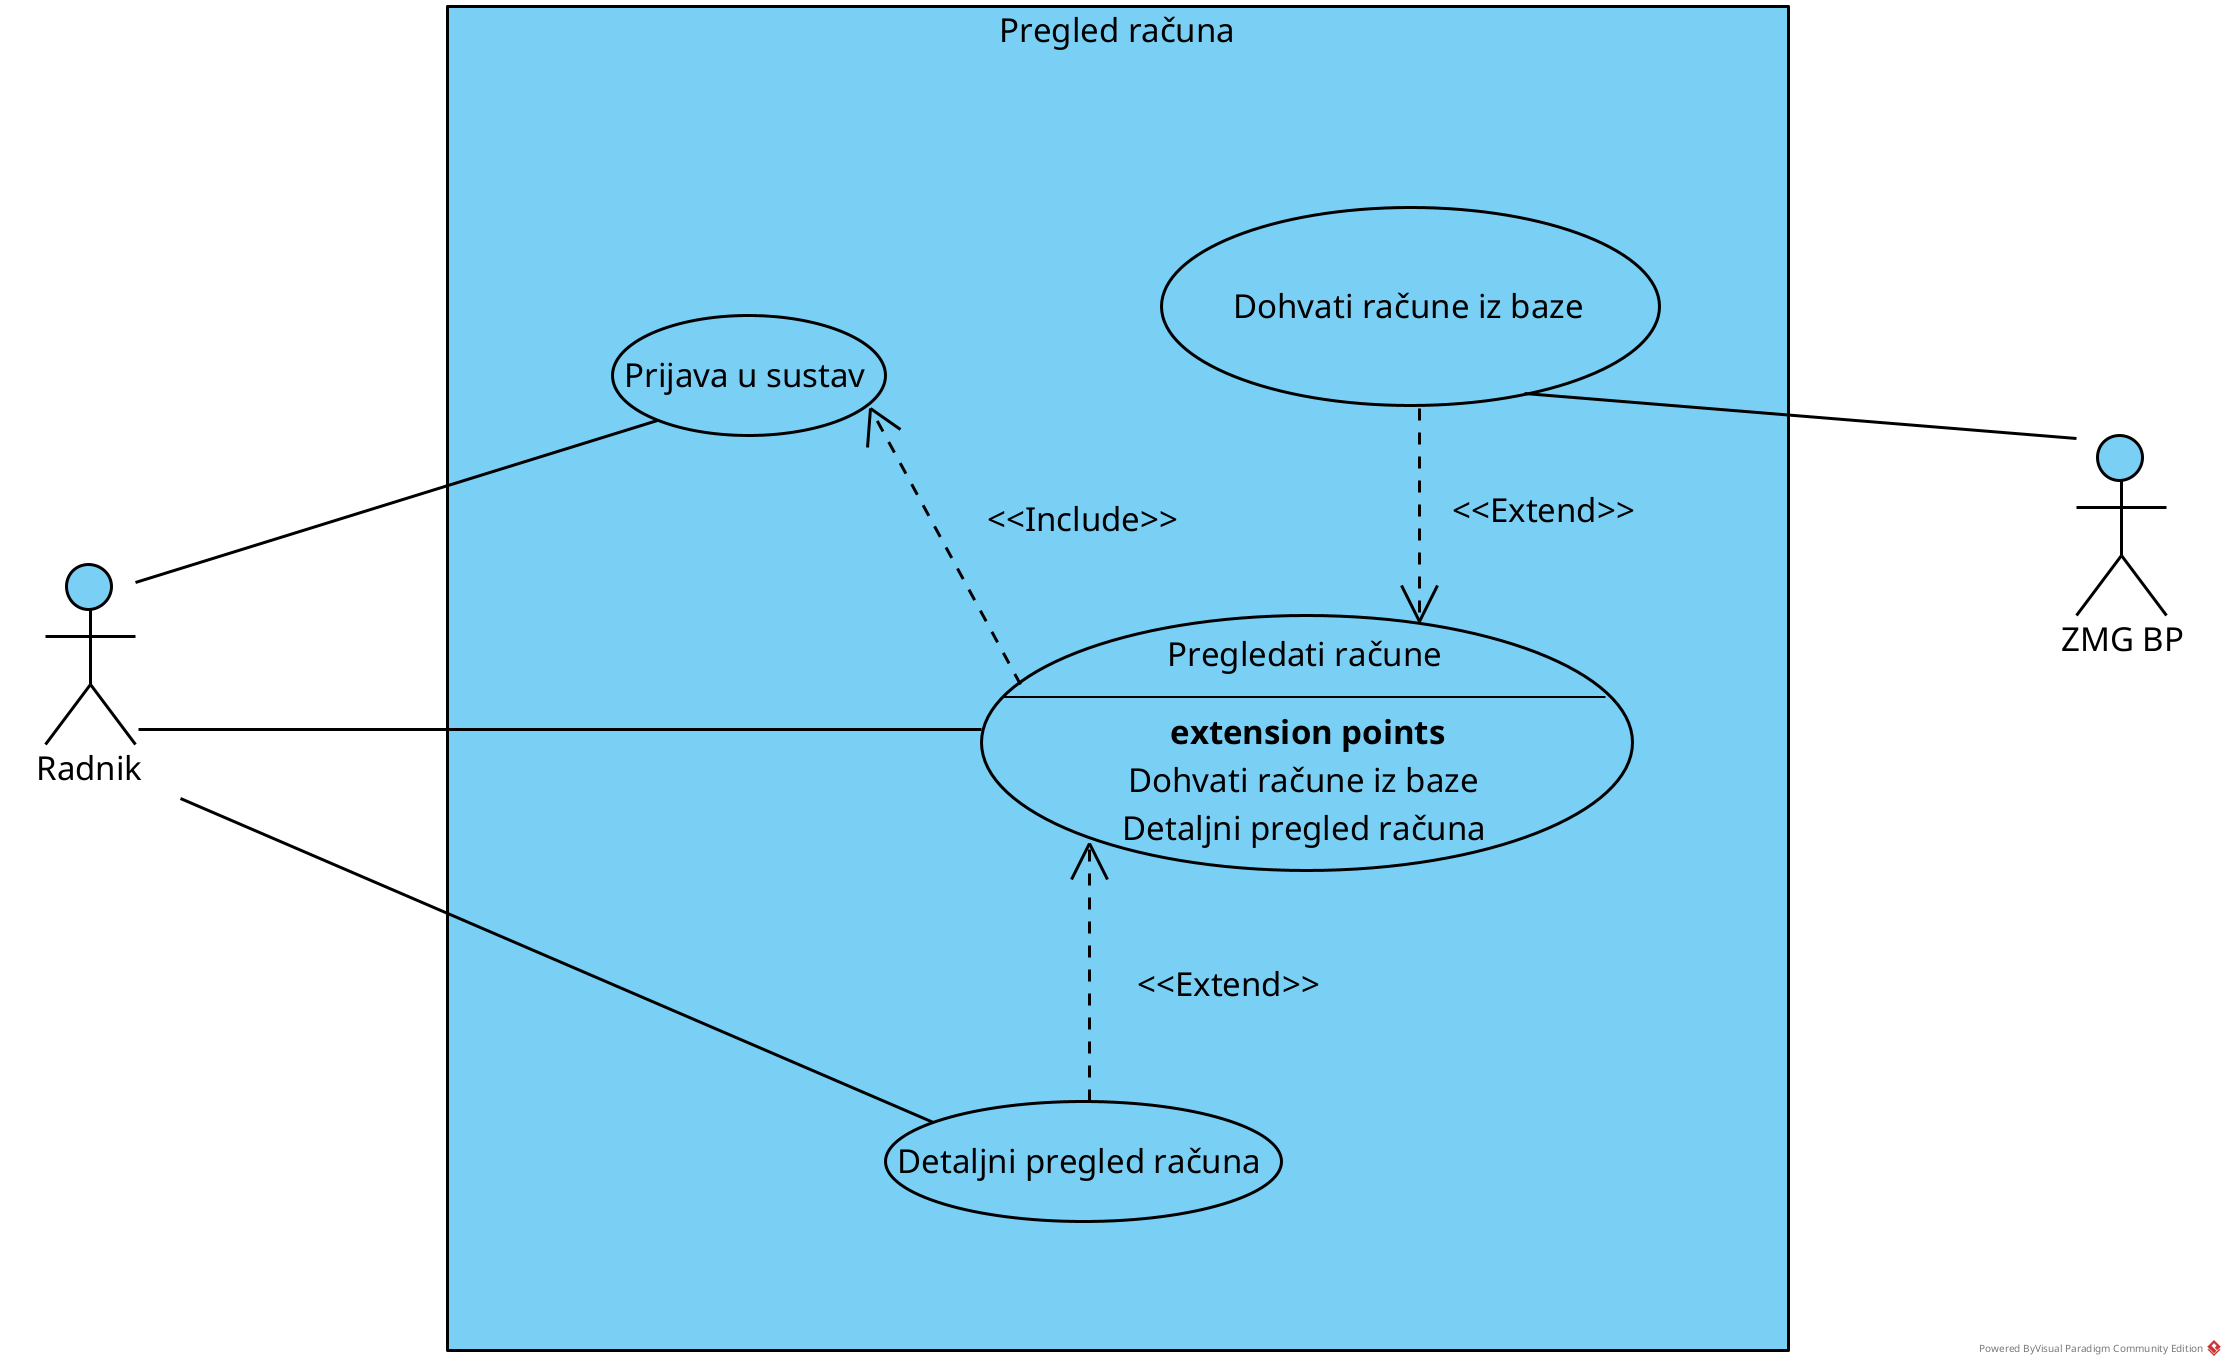 Pregled računa
Dohvati račune iz baze
Prijava u sustav
<<Include>>
<<Extend>>
ZMG BP
Pregledati račune
extension points
Dohvati račune iz baze
Detaljni pregled računa
Radnik
<<Extend>>
Detaljni pregled računa
Powered ByVisual Paradigm Community Edition